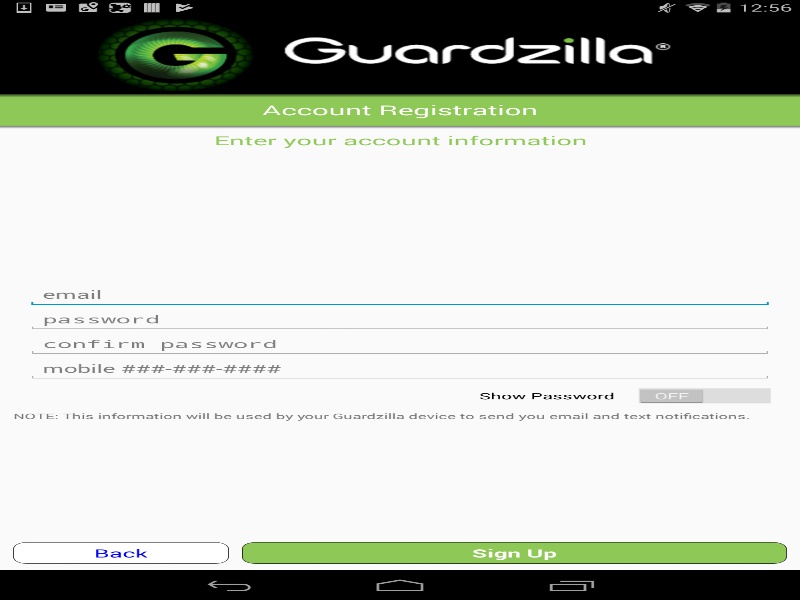 12:56
Guardzilla®
Account Registration
Enter your account information
email
password
confirm password
mobile ###-###-####
Show Password OFF
NOTE: This information will be used by your Guardzilla device to send you email and text notifications.
Back Sign Up